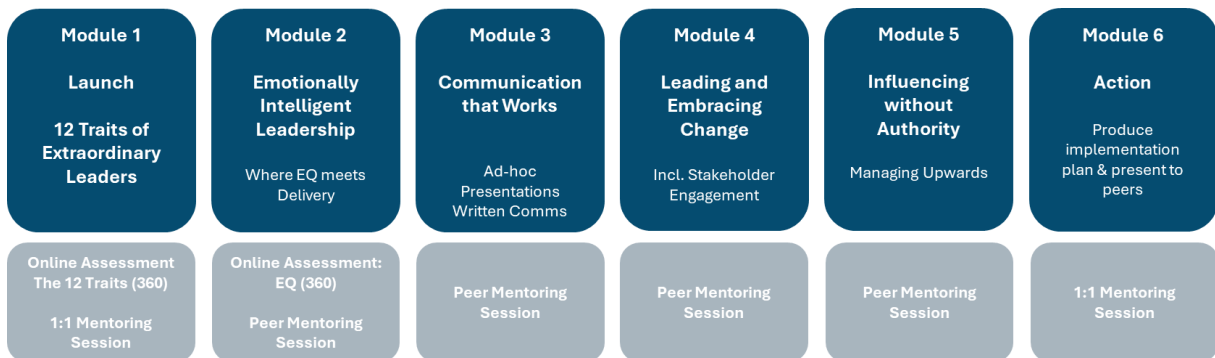 Module 1
Launch
12 Traits of
Extraordinary
Leaders
Module 2
Emotionally
Intelligent
Leadership
Where EQ meets
Delivery
Module 3
Communication
that Works
Ad-hoc
Presentations
Written Comms
Module 4
Leading and
Embracing
Change
Incl. Stakeholder
Engagement
Module 5
Influencing
without
Authority
Managing Upwards
Module 6
Action
Produce
implementation
plan & present to
peers
Online Assessment
The 12 Traits (360)
1:1 Mentoring
Session
Online Assessment:
EQ (360)
Peer Mentoring
Session
Peer Mentoring
Session
Peer Mentoring
Session
Peer Mentoring
Session
1:1 Mentoring
Session